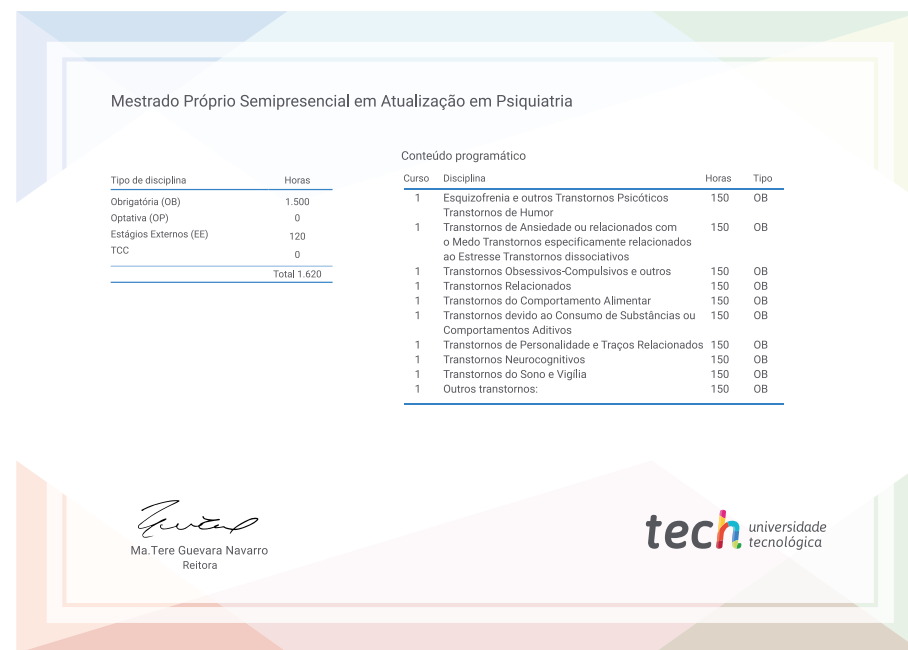 Mestrado Próprio Semipresencial em Atualização em Psiquiatria
Tipo de disciplina Horas
Obrigatória (OB) 1.500
Optativa (OP) 0
Estágios Externos (EE) 120
TCC 0
Total 1.620
Conteúdo programático
Curso Disciplina Horas Tipo
1 Esquizofrenia e outros Transtornos Psicóticos 150 OB
Transtornos de Humor
1 Transtornos de Ansiedade ou relacionados com 150 OB
o Medo Transtornos especificamente relacionados
ao Estresse Transtornos dissociativos
1 Transtornos Obsessivos-Compulsivos e outros 150 OB
1 Transtornos Relacionados 150 OB
1 Transtornos do Comportamento Alimentar 150 OB
1 Transtornos devido ao Consumo de Substâncias ou 150 OB
Comportamentos Aditivos
1 Transtornos de Personalidade e Traços Relacionados 150 OB
1 Transtornos Neurocognitivos 150 OB
1 Transtornos do Sono e Vigília 150 OB
1 Outros transtornos: 150 OB
Ma.Tere Guevara Navarro
Reitora
tech universidade
tecnológica